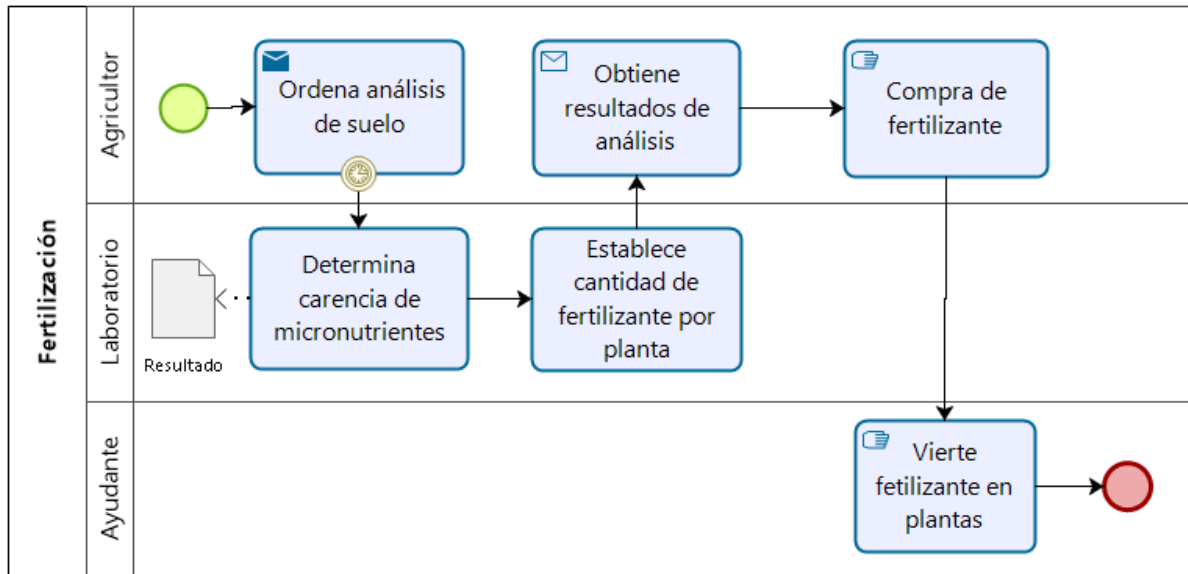 Fertilización
Agricultor
Ordena análisis
de suelo
Obtiene
resultados de
análisis
Compra de
fertilizante
Laboratorio
Resultado
Determina
carencia de
micronutrientes
Establece
cantidad de
fertilizante por
planta
Ayudante
Vierte
fetilizante en
plantas